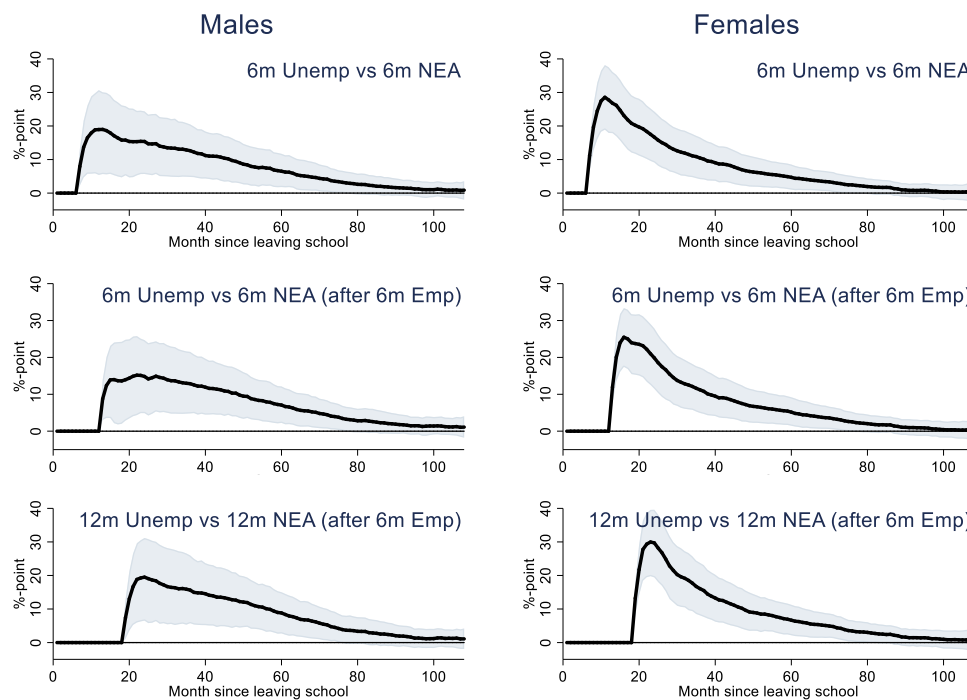 Males
Females
6m Unemp vs 6m NEA
%-point
40
30
20
10
0
0 20 40 60 80 100
Month since leaving school
6m Unemp vs 6m NEA
%-point
40
30
20
10
0
0 20 40 60 80 100
Month since leaving school
6m Unemp vs 6m NEA (after 6m Emp)
%-point
40
30
20
10
0
0 20 40 60 80 100
6m Unemp vs 6m NEA (after 6m Emp)
%-point
40
30
20
10
0
0 20 40 60 80 100
12m Unemp vs 12m NEA (after 6m Emp)
%-point
40
30
20
10
0
0 20 40 60 80 100
Month since leaving school
12m Unemp vs 12m NEA (after 6m Emp)
%-point
40
30
20
10
0
0 20 40 60 80 100
Month since leaving school